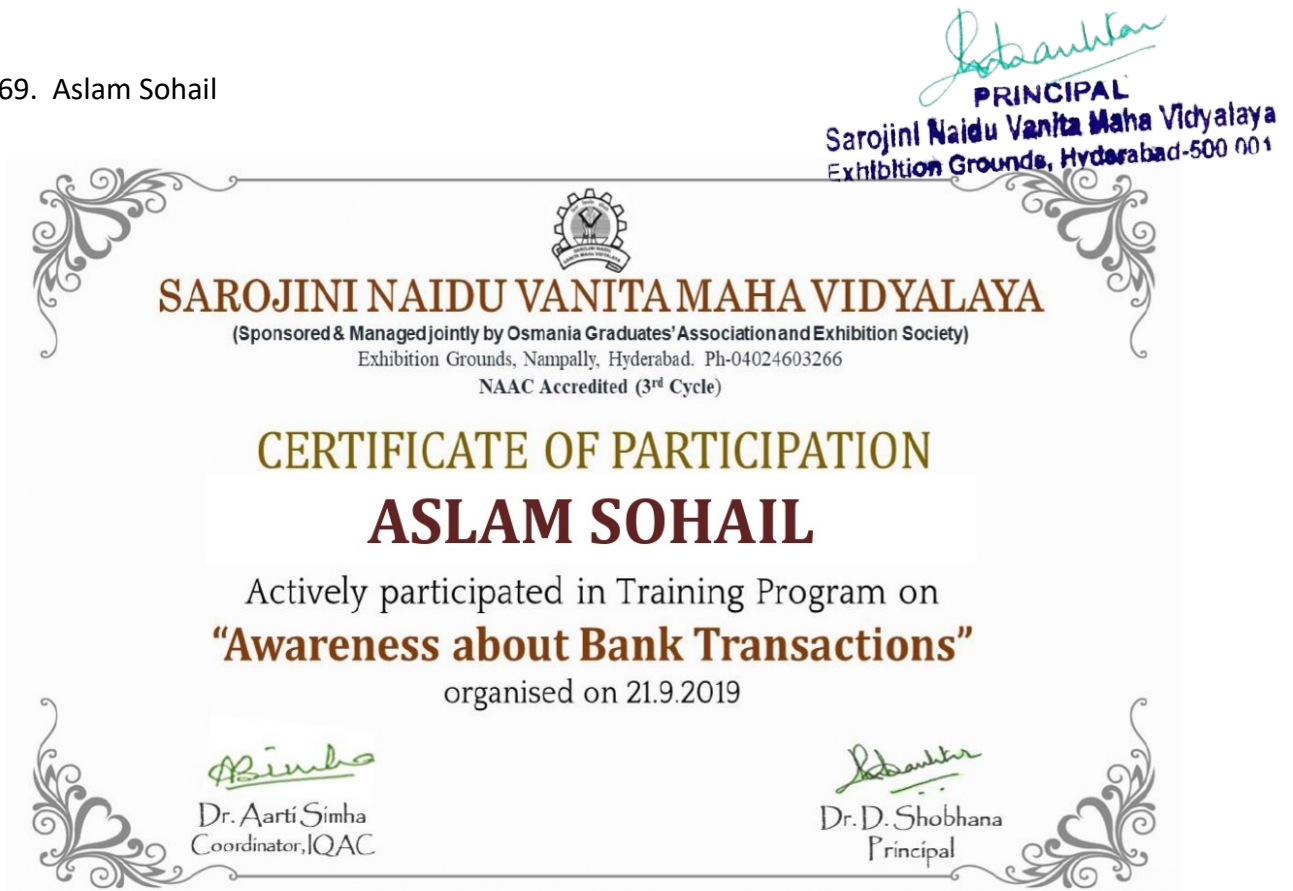 69. Aslam Sohail
PRINCIPAL
Sarojini Naidu Vanita Maha Vidyalaya
Exhibition Grounds, Hyderabad-500 001
SAROJINI NAIDU VANITA MAHA VIDYALAYA
(Sponsored & Managed jointly by Osmania Graduates' Association and Exhibition Society)
Exhibition Grounds, Nampally, Hyderabad. Ph-04024603266
NAAC Accredited (3rd Cycle)
CERTIFICATE OF PARTICIPATION
ASLAM SOHAIL
Actively participated in Training Program on
“Awareness about Bank Transactions”
organised on 21.9.2019
Dr. Aarti Simha
Coordinator, IQAC
Dr. D. Shobhana
Principal